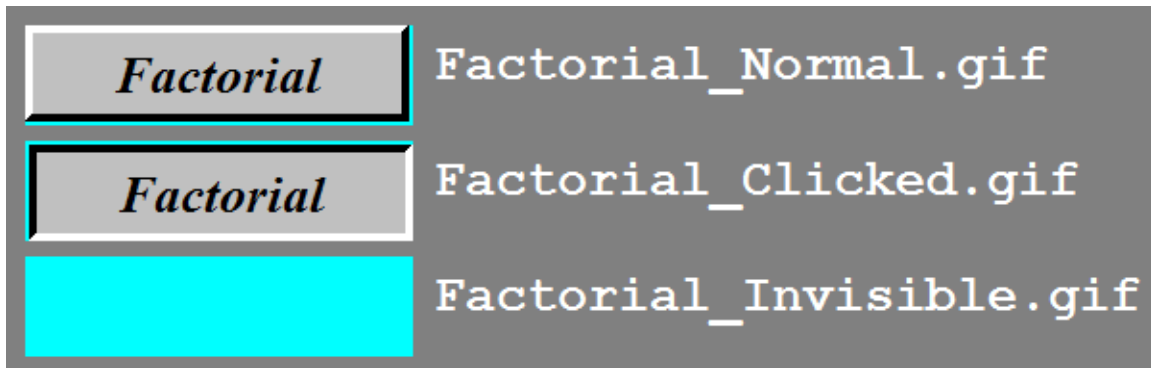 Factorial Factorial_Normal.gif
Factorial Factorial_Clicked.gif
Factorial_Invisible.gif